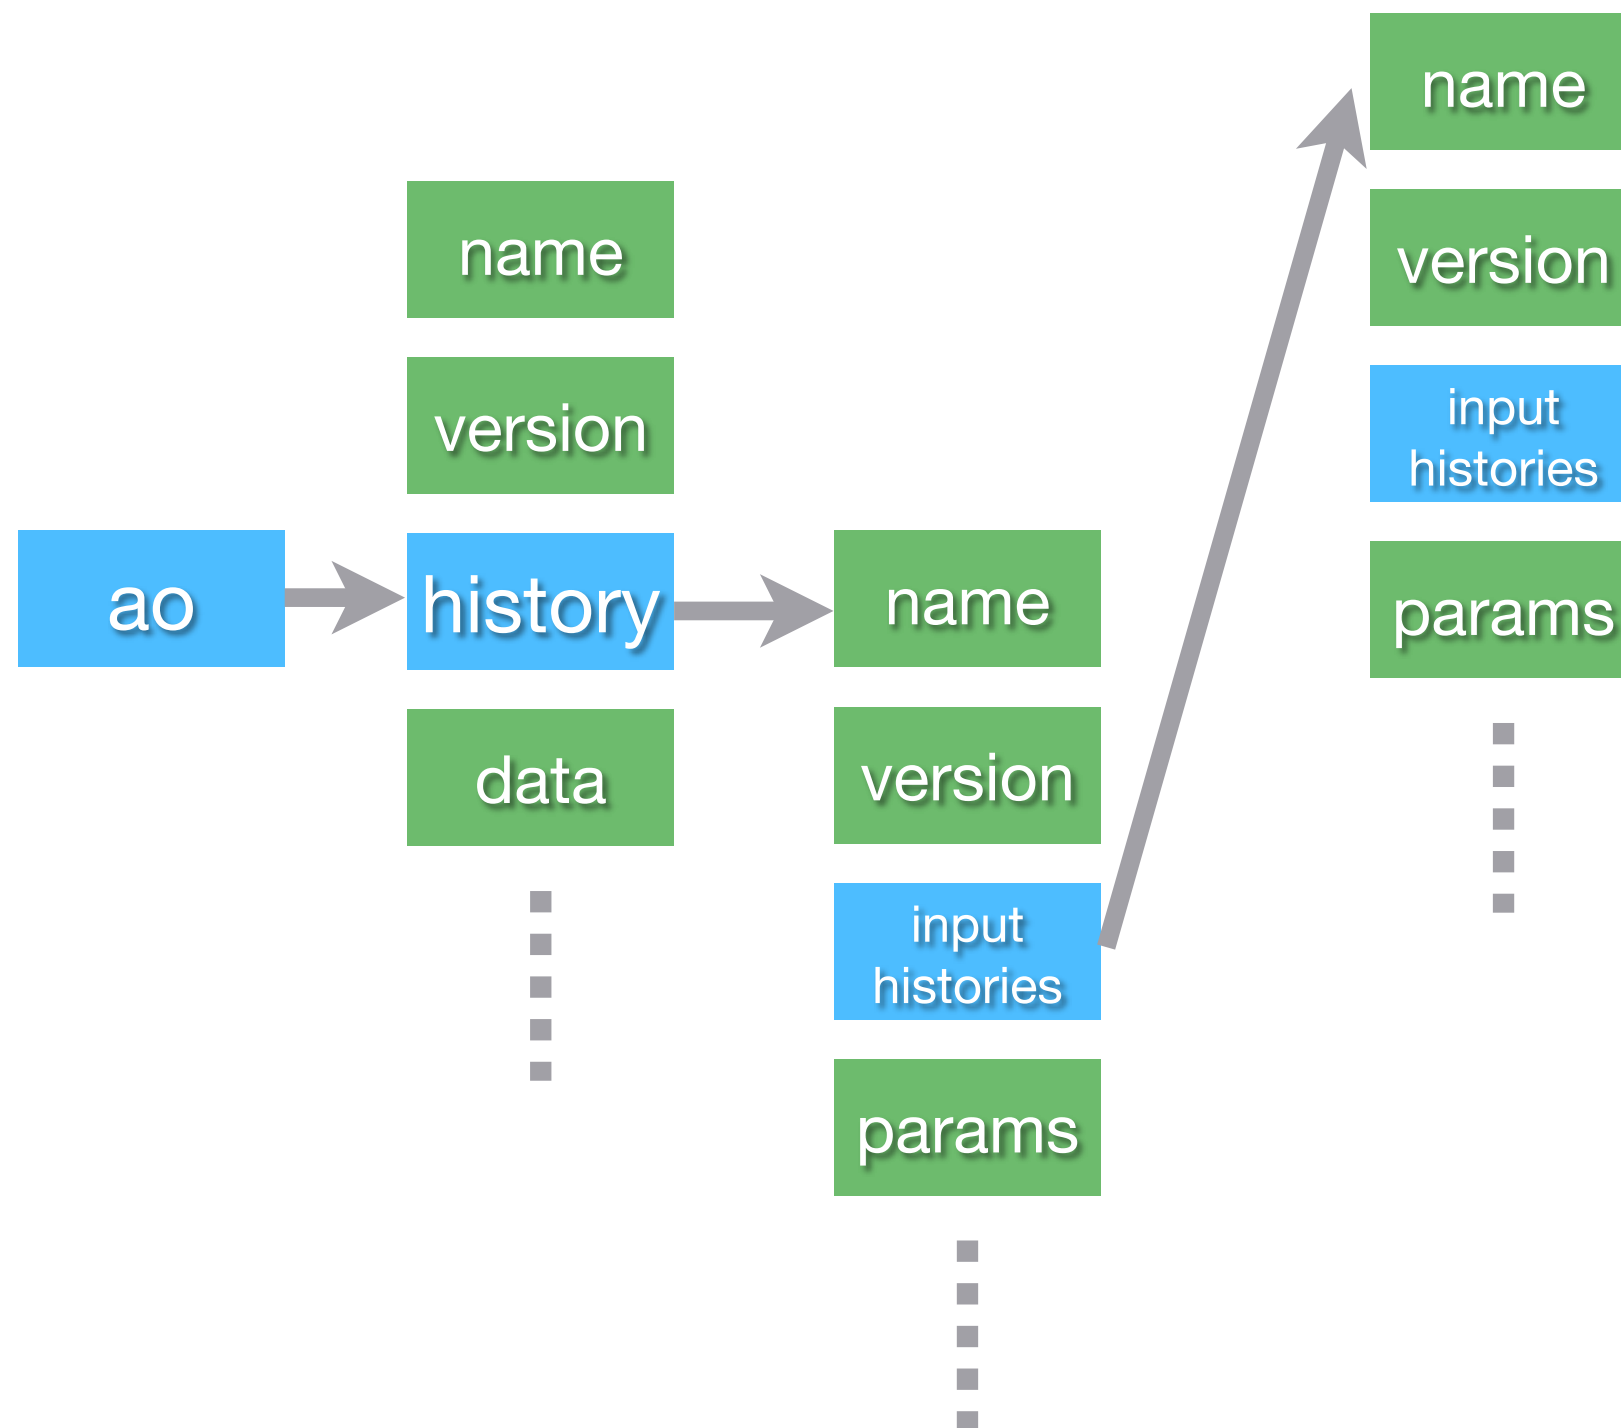 ao
name
version
history
data
name
version
input
histories
params
name
version
input
histories
params